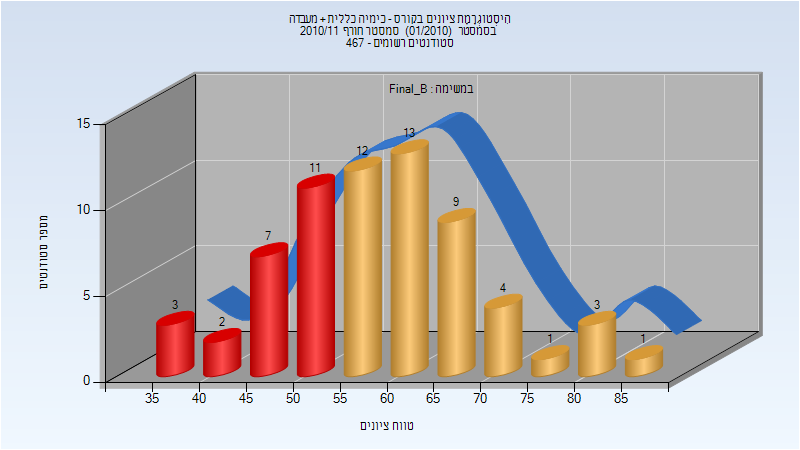 היסטוגרמת ציונים בקורס - כימיה כללית + מעבדה
בסמסטר (01/2010) סמסטר חורף 2010/11
סטודנטים רשומים - 467
במשימה : Final_B
מספר סטודנטים
15
10
5
0
3
2
7
11
12
13
9
4
1
3
1
35 40 45 50 55 60 65 70 75 80 85
טווח ציונים